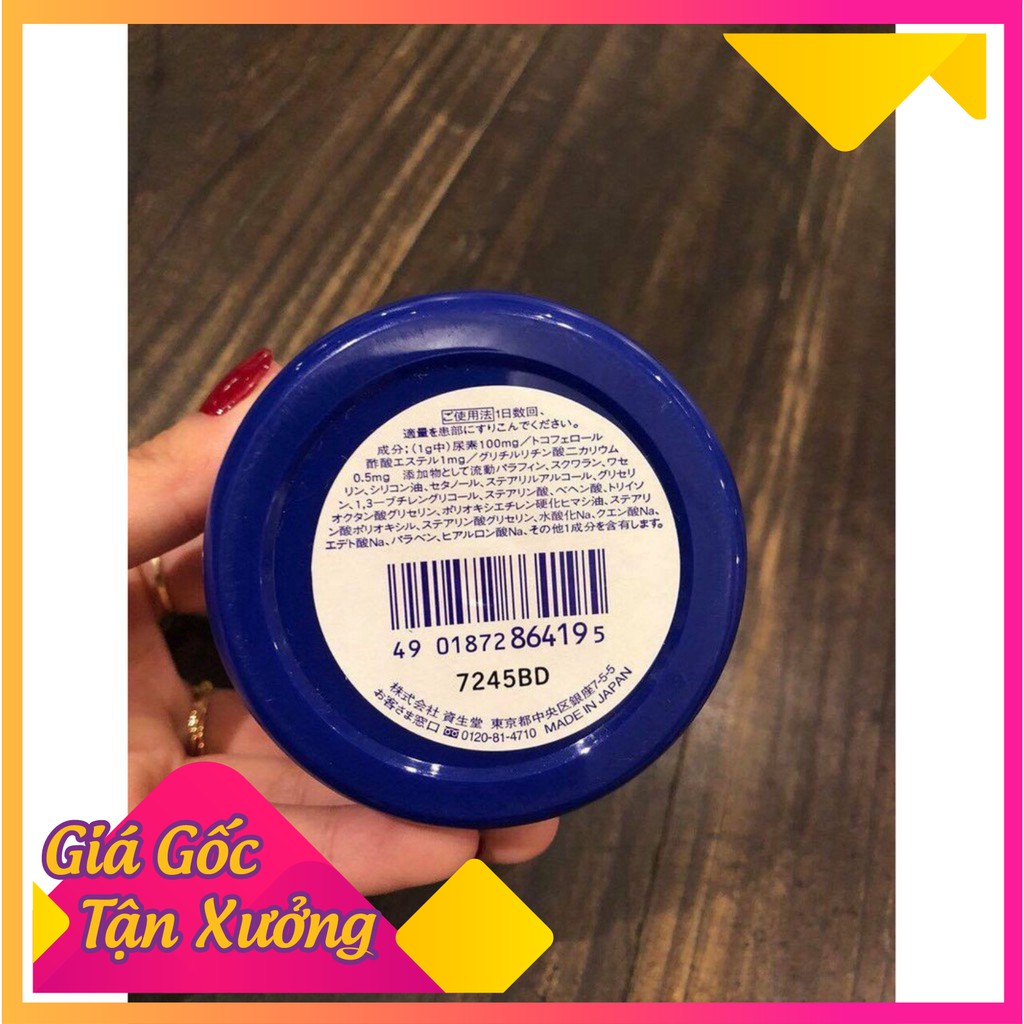 ご使用法 1日数回、
適量を患部にすりこんでください。
成分;(1g中)尿素100mg/トコフェロール
酢酸エステル1mg/グリチルリチン酸二カリウム
0.5mg 添加物として流動パラフィン、スクワラン、ワセ
リン、シリコン油、セタノール、ステアリルアルコール、グリセリ
ン、1,3ーブチレングリコール、ステアリン酸、ベヘン酸、トリイソ
オクタン酸グリセリン、ポリオキシエチレン硬化ヒマシ油、ステアリ
ン酸ポリオキシル、ステアリン酸グリセリン、水酸化Na、クエン酸Na、
エデト酸Na、パラベン、ヒアルロン酸Na、その他1成分を含有します。
49 01872 86419 5
7245BD
株式会社 資生堂 東京都中央区銀座7-5-5
お客さま窓口 0120-81-4710 MADE IN JAPAN
Giá Gốc
Tận Xưởng